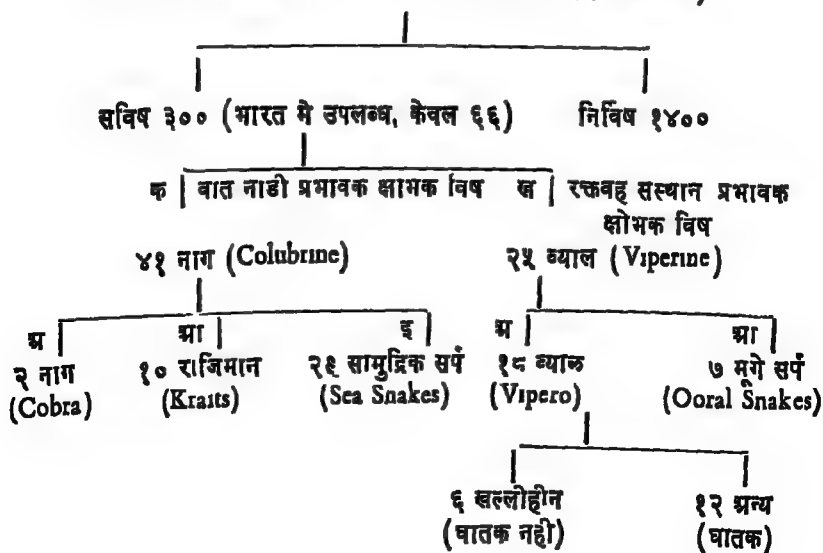 सविष ३०० (भारत मे उपलब्ध, केवल ६६) निर्विष १४००
क वात नाडी प्रभावक क्षाभक विष ख रक्तवह सस्थान प्रभावक
क्षोभक विष
४१ नाग (Colubrine) २५ व्याल (Viperine)
अ आ इ अ आ
२ नाग १० राजिमान २९ सामुद्रिक सर्प १८ व्याल ७ मूगे सर्प
(Cobra) (Kraits) (Sea Snakes) (Vipero) (Ooral Snakes)
६ खल्लीहीन १२ अन्य
(घातक नही) (घातक)